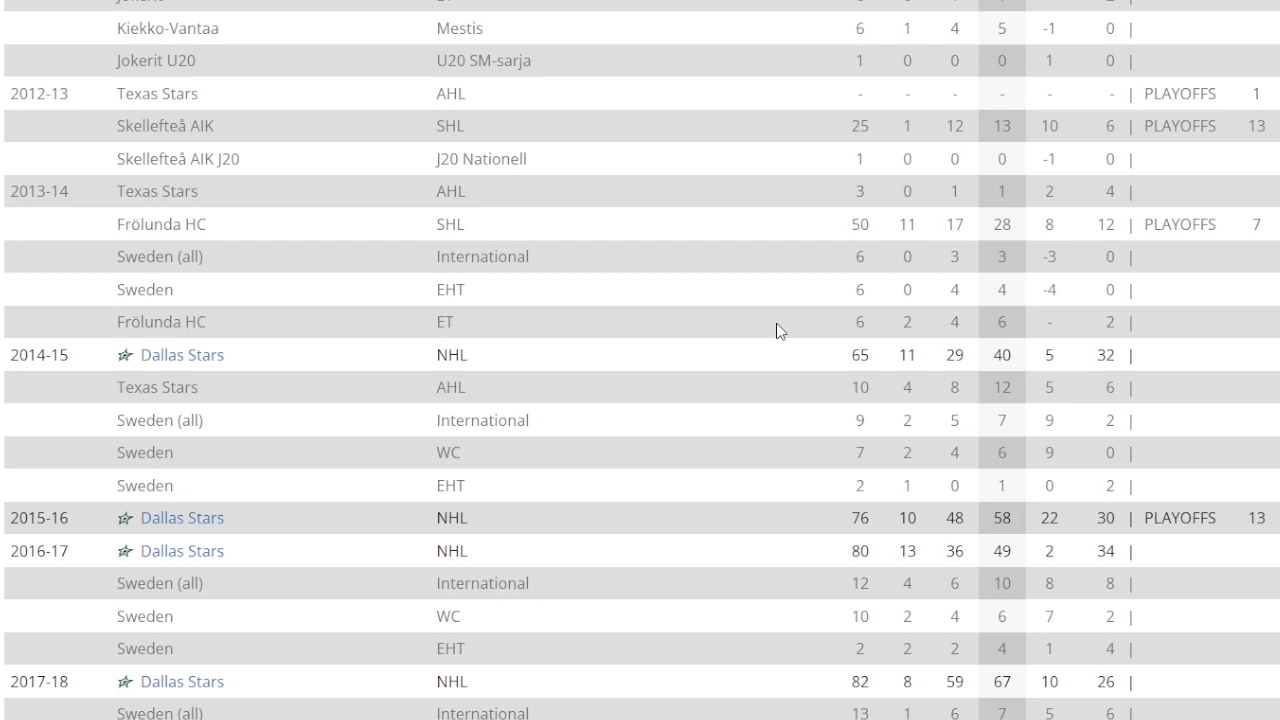 Kiekko-Vantaa Mestis 6 1 4 5 -1 0 |
Jokerit U20 U20 SM-sarja 1 0 0 0 1 0 |
2012-13 Texas Stars AHL - - - - - - | PLAYOFFS 1
Skellefteå AIK SHL 25 1 12 13 10 6 | PLAYOFFS 13
Skellefteå AIK J20 J20 Nationell 1 0 0 0 -1 0 |
2013-14 Texas Stars AHL 3 0 1 1 2 4 |
Frölunda HC SHL 50 11 17 28 8 12 | PLAYOFFS 7
Sweden (all) International 6 0 3 3 -3 0 |
Sweden EHT 6 0 4 4 -4 0 |
Frölunda HC ET 6 2 4 6 - 2 |
2014-15 Dallas Stars NHL 65 11 29 40 5 32 |
Texas Stars AHL 10 4 8 12 5 6 |
Sweden (all) International 9 2 5 7 9 2 |
Sweden WC 7 2 4 6 9 0 |
Sweden EHT 2 1 0 1 0 2 |
2015-16 Dallas Stars NHL 76 10 48 58 22 30 | PLAYOFFS 13
2016-17 Dallas Stars NHL 80 13 36 49 2 34 |
Sweden (all) International 12 4 6 10 8 8 |
Sweden WC 10 2 4 6 7 2 |
Sweden EHT 2 2 2 4 1 4 |
2017-18 Dallas Stars NHL 82 8 59 67 10 26 |
Sweden (all) International 13 1 6 7 5 6 |